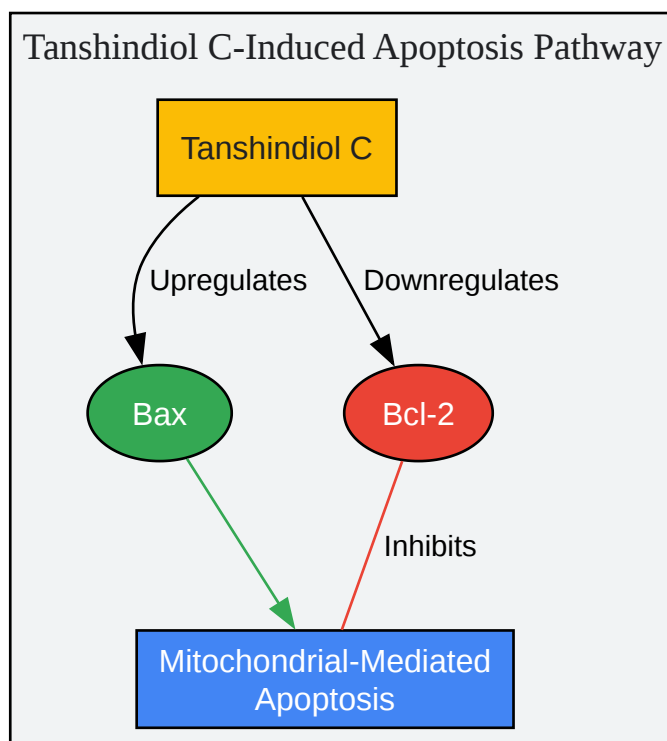 Tanshindiol C-Induced Apoptosis Pathway
Tanshindiol C
Upregulates
Downregulates
Bax
Bcl-2
Inhibits
Mitochondrial-Mediated
Apoptosis